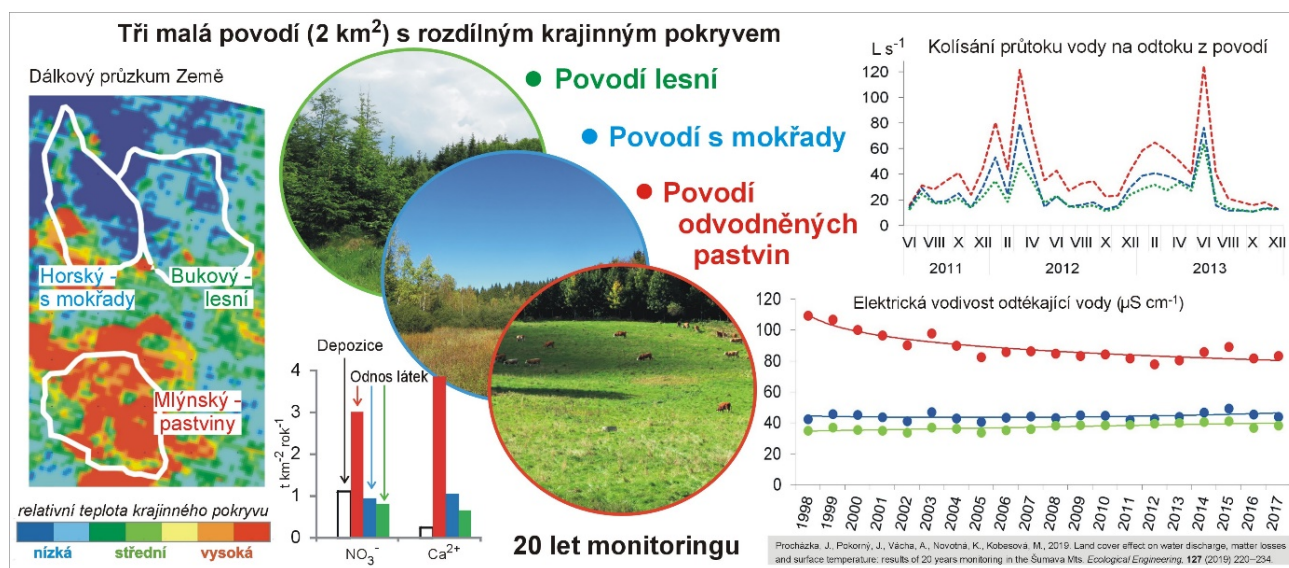 Tři malá povodí (2 km²) s rozdílným krajinným pokryvem
Dálkový průzkum Země
Horský -
s mokřady
Bukový -
lesní
Mlýnský -
pastviny
relativní teplota krajinného pokryvu
nízká střední vysoká
Povodí lesní
Povodí s mokřady
Povodí
odvodněných
pastvin
Depozice
Odnos látek
t km⁻² rok⁻¹
4
3
2
1
0
NO₃⁻ Ca²⁺
20 let monitoringu
L s⁻¹ Kolísání průtoku vody na odtoku z povodí
120
100
80
60
40
20
0
VI VIII X XII II IV VI VIII X XII II IV VI VIII X XII
2011 2012 2013
Elektrická vodivost odtékající vody (µS cm⁻¹)
120
100
80
60
40
20
0
1998 1999 2000 2001 2002 2003 2004 2005 2006 2007 2008 2009 2010 2011 2012 2013 2014 2015 2016 2017
Procházka, J., Pokorný, J., Vácha, A., Novotná, K., Kobesová, M., 2019. Land cover effect on water discharge, matter losses
and surface temperature: results of 20 years monitoring in the Šumava Mts. Ecological Engineering, 127 (2019) 220–234.